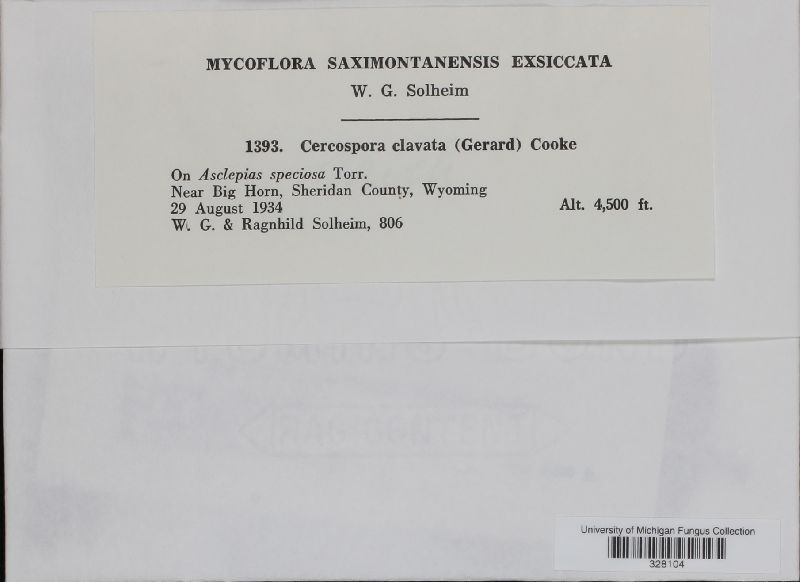 MYCOFLORA SAXIMONTANENSIS EXSICCATA
W. G. Solheim
1393. Cercospora clavata (Gerard) Cooke
On Asclepias speciosa Torr.
Near Big Horn, Sheridan County, Wyoming
29 August 1934 Alt. 4,500 ft.
W. G. & Ragnhild Solheim, 806
University of Michigan Fungus Collection
328104